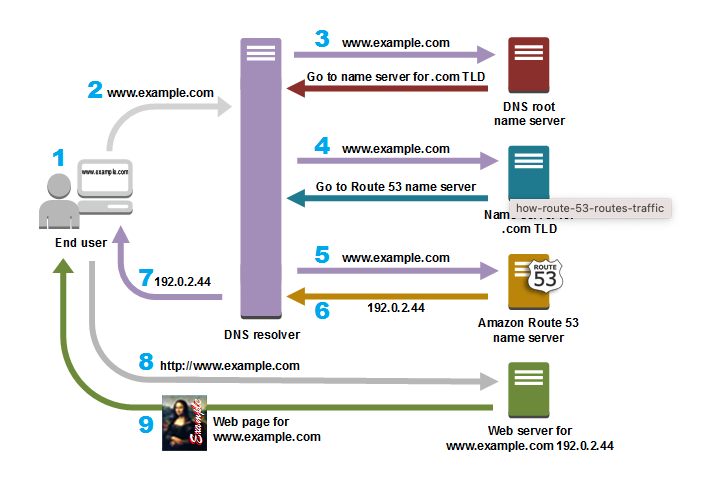 3 www.example.com
Go to name server for .com TLD
DNS root
name server
2 www.example.com
4 www.example.com
Go to Route 53 name server
how-route-53-routes-traffic
Name server for
.com TLD
1
www.example.com
End user
5 www.example.com
ROUTE
53
6
192.0.2.44
Amazon Route 53
name server
7 192.0.2.44
DNS resolver
8 http://www.example.com
9
Example
Web page for
www.example.com
Web server for
www.example.com 192.0.2.44